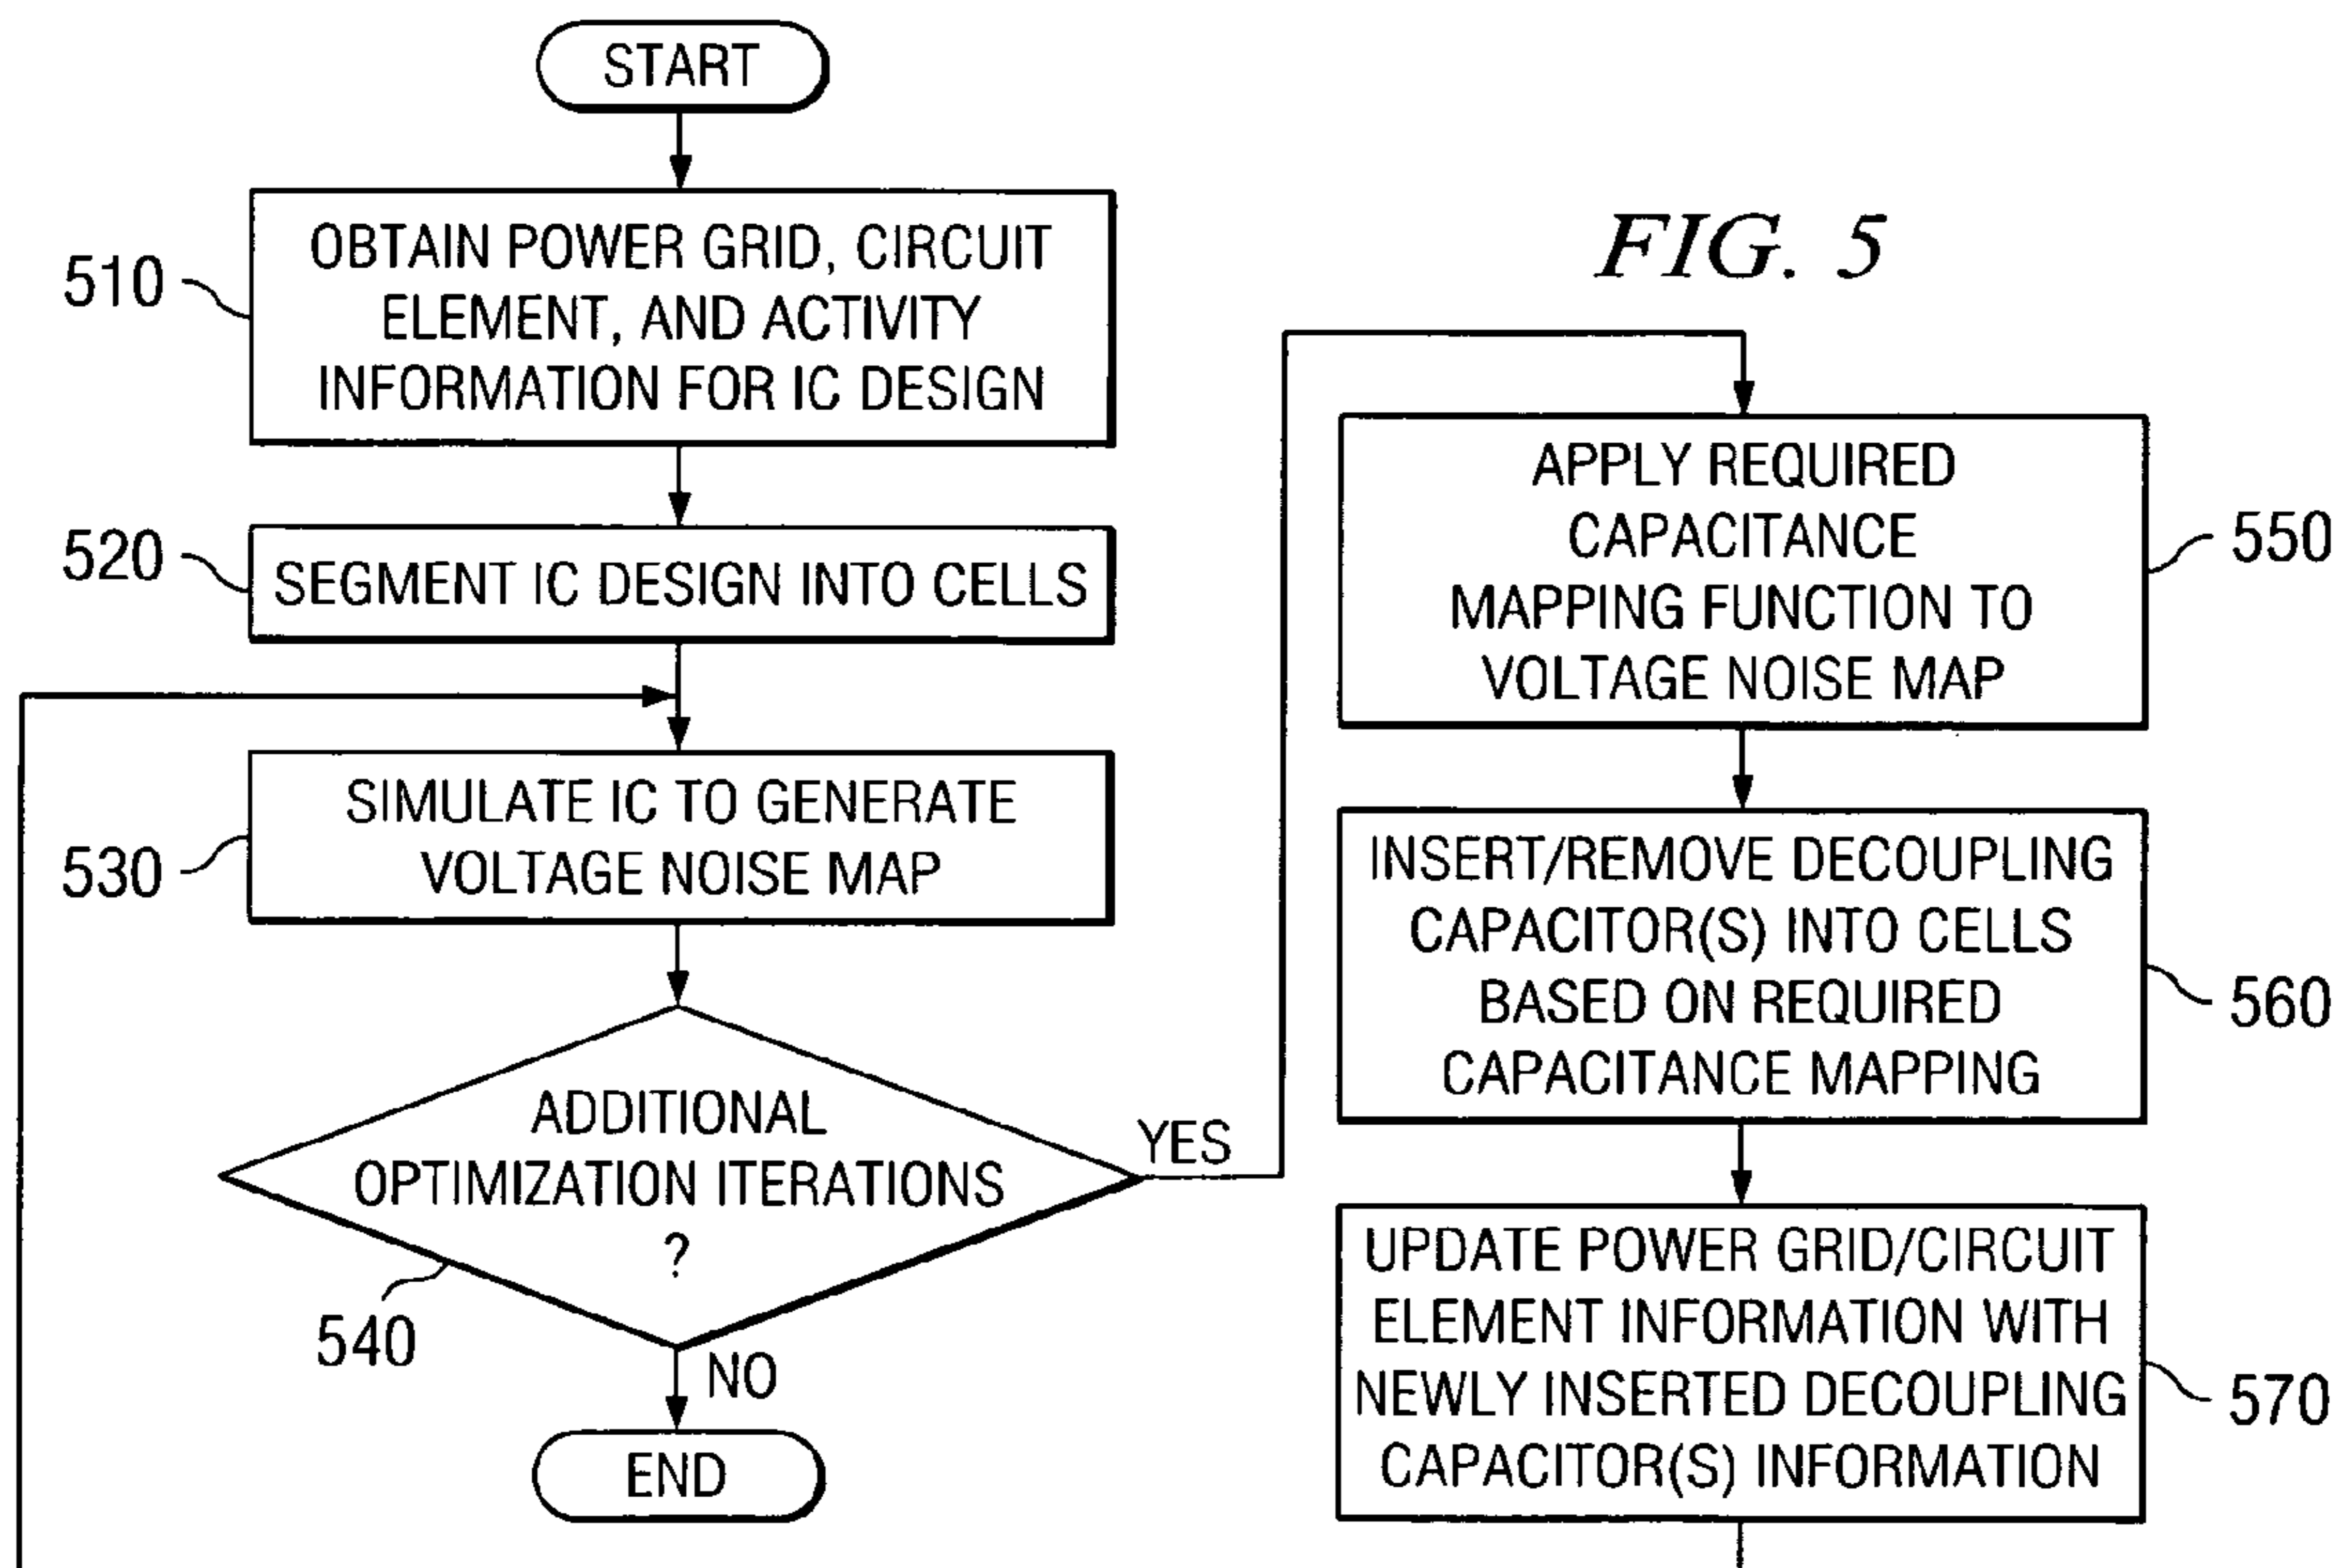 START
510
OBTAIN POWER GRID, CIRCUIT
ELEMENT, AND ACTIVITY
INFORMATION FOR IC DESIGN
520
SEGMENT IC DESIGN INTO CELLS
530
SIMULATE IC TO GENERATE
VOLTAGE NOISE MAP
ADDITIONAL
OPTIMIZATION ITERATIONS
?
540
YES
NO
END
FIG. 5
APPLY REQUIRED
CAPACITANCE
MAPPING FUNCTION TO
VOLTAGE NOISE MAP
550
INSERT/REMOVE DECOUPLING
CAPACITOR(S) INTO CELLS
BASED ON REQUIRED
CAPACITANCE MAPPING
560
UPDATE POWER GRID/CIRCUIT
ELEMENT INFORMATION WITH
NEWLY INSERTED DECOUPLING
CAPACITOR(S) INFORMATION
570